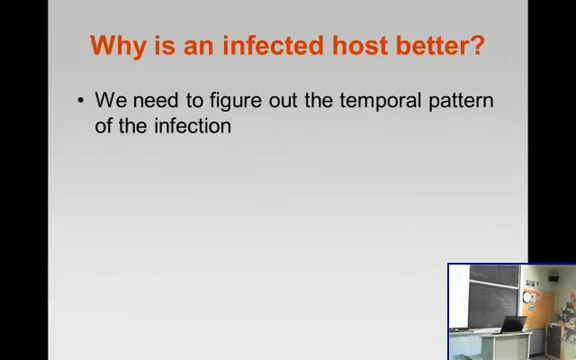 Why is an infected host better?
• We need to figure out the temporal pattern
of the infection